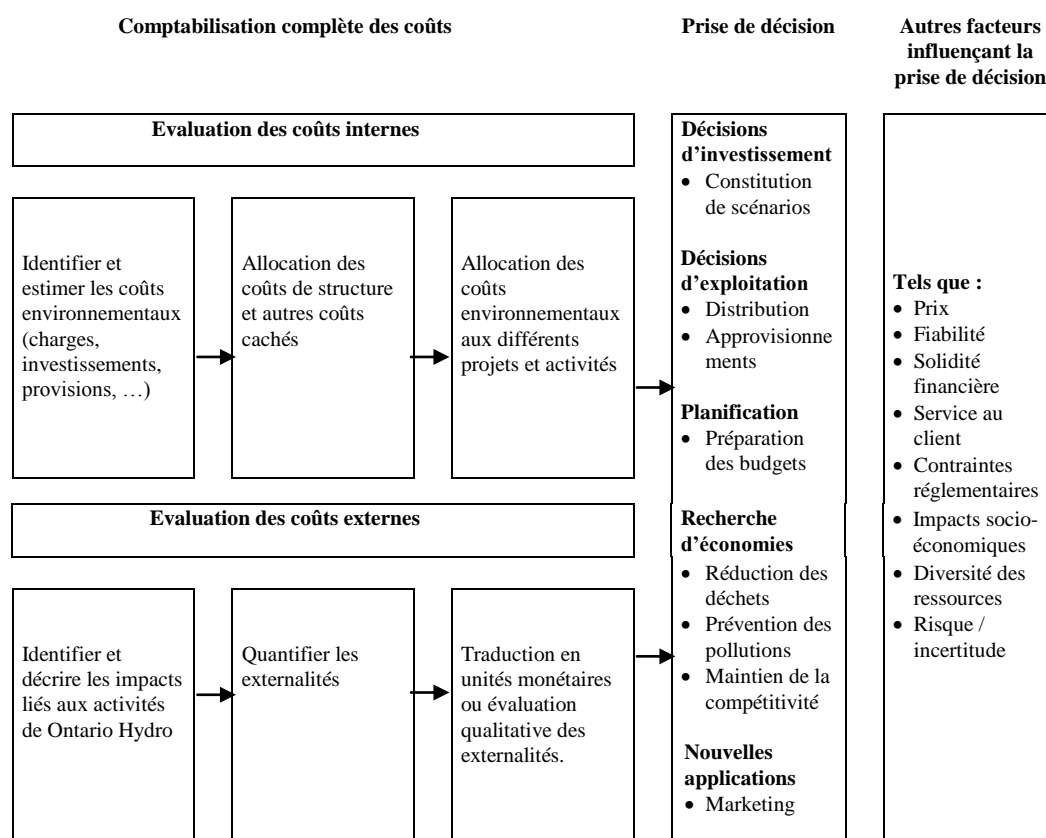 Comptabilisation complète des coûts
Prise de décision
Autres facteurs
influençant la
prise de décision
Evaluation des coûts internes
Identifier et
estimer les coûts
environnementaux
(charges,
investissements,
provisions, …)
Allocation des
coûts de structure
et autres coûts
cachés
Allocation des
coûts
environnementaux
aux différents
projets et activités
Evaluation des coûts externes
Identifier et
décrire les impacts
liés aux activités
de Ontario Hydro
Quantifier les
externalités
Traduction en
unités monétaires
ou évaluation
qualitative des
externalités.
Décisions
d’investissement
• Constitution
de scénarios
Décisions
d’exploitation
• Distribution
• Approvisionne
ments
Planification
• Préparation
des budgets
Recherche
d’économies
• Réduction des
déchets
• Prévention des
pollutions
• Maintien de la
compétitivité
Nouvelles
applications
• Marketing
Tels que :
• Prix
• Fiabilité
• Solidité
financière
• Service au
client
• Contraintes
réglementaires
• Impacts socio-
économiques
• Diversité des
ressources
• Risque /
incertitude